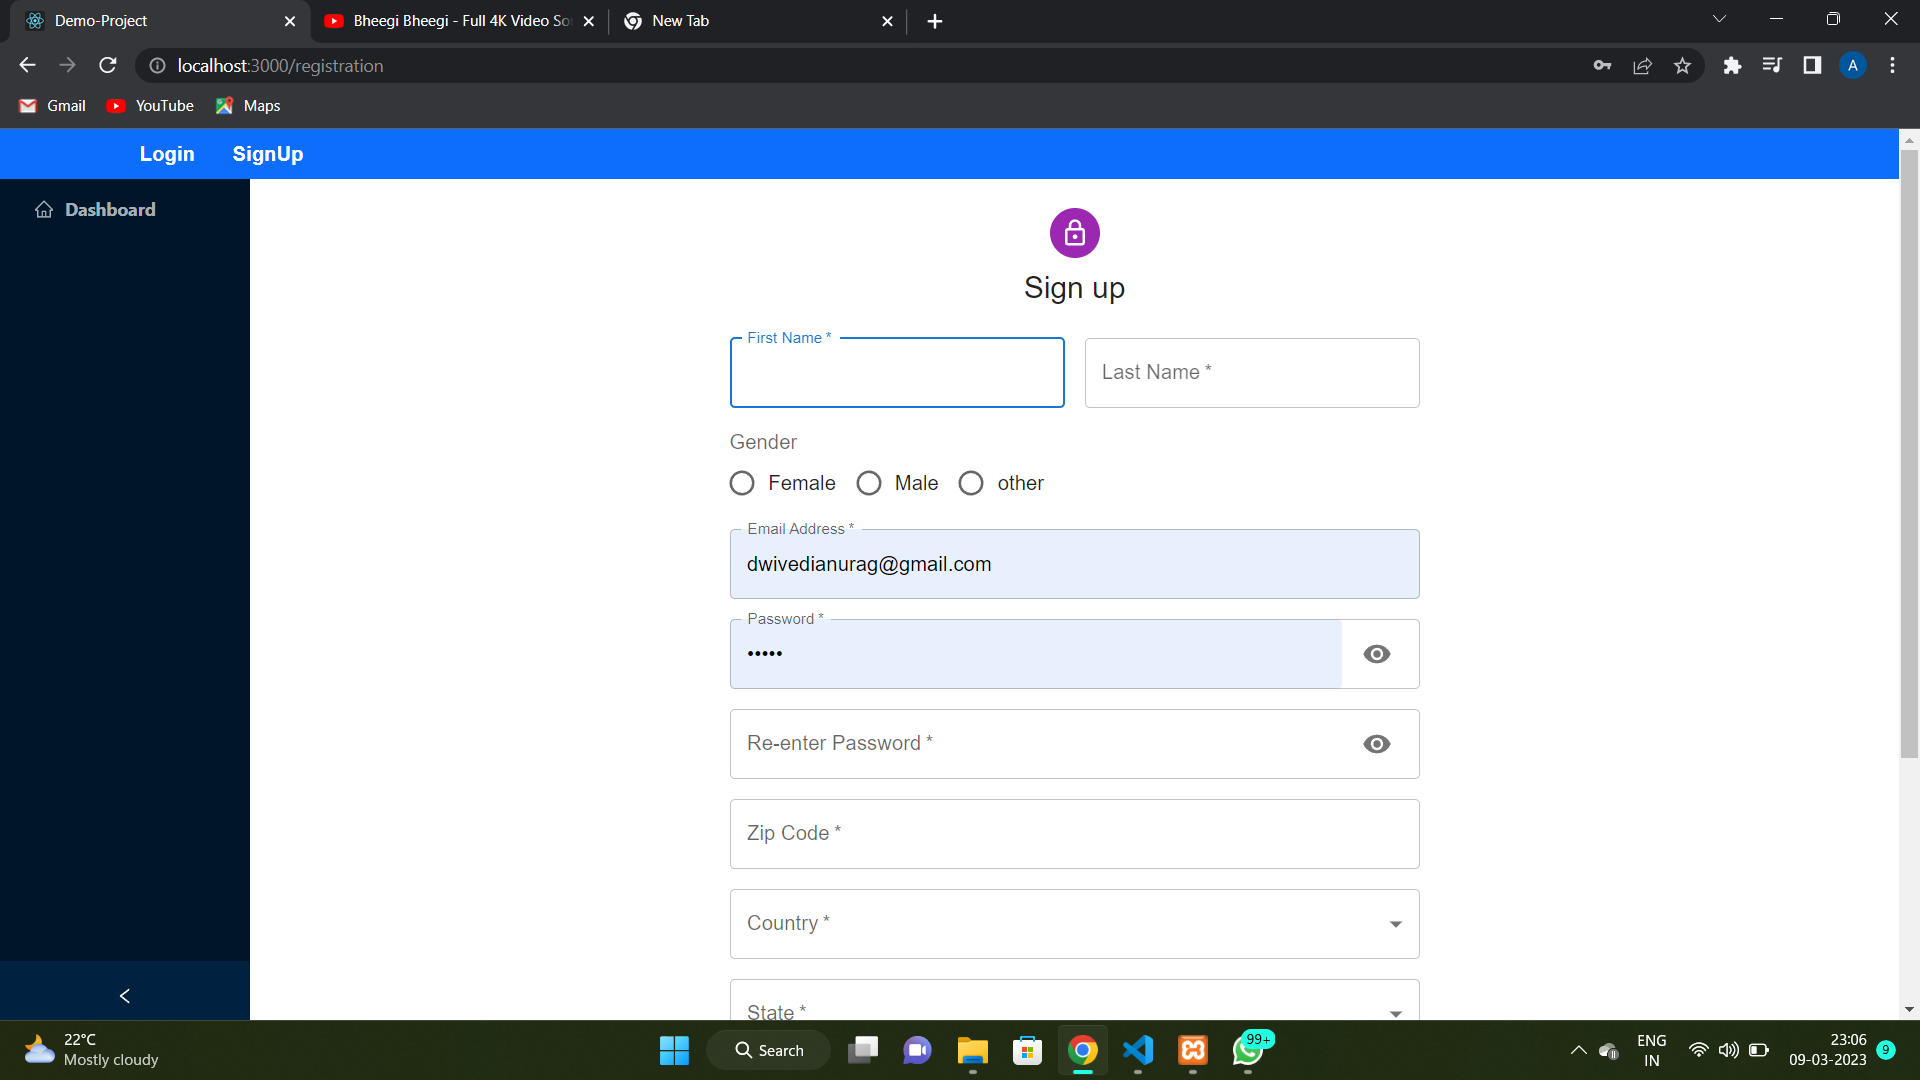 Demo-Project
Bheegi Bheegi - Full 4K Video So
New Tab
localhost:3000/registration
A
Gmail
YouTube
Maps
Login
SignUp
Dashboard
Sign up
First Name *
Last Name *
Gender
Female
Male
other
Email Address *
dwivedianurag@gmail.com
Password *
•••••
Re-enter Password *
Zip Code *
Country *
State *
22°C
Mostly cloudy
Search
99+
ENG
IN
23:06
09-03-2023
9